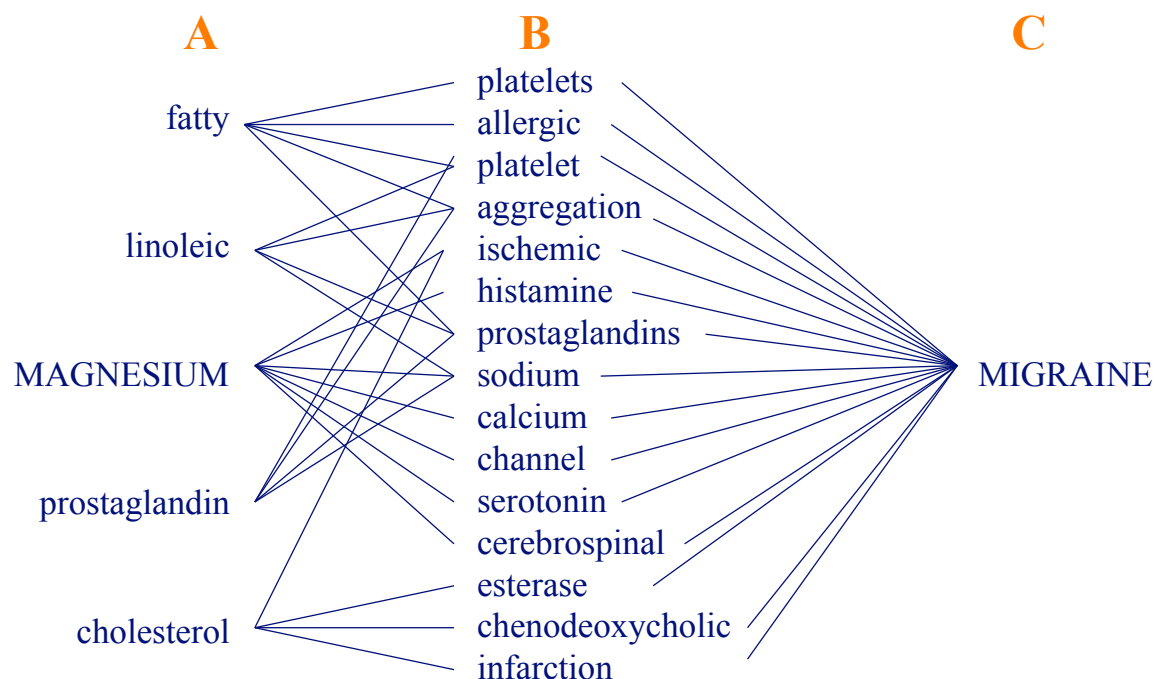 A B C
fatty
linoleic
MAGNESIUM
prostaglandin
cholesterol
platelets
allergic
platelet
aggregation
ischemic
histamine
prostaglandins
sodium
calcium
channel
serotonin
cerebrospinal
esterase
chenodeoxycholic
infarction
MIGRAINE